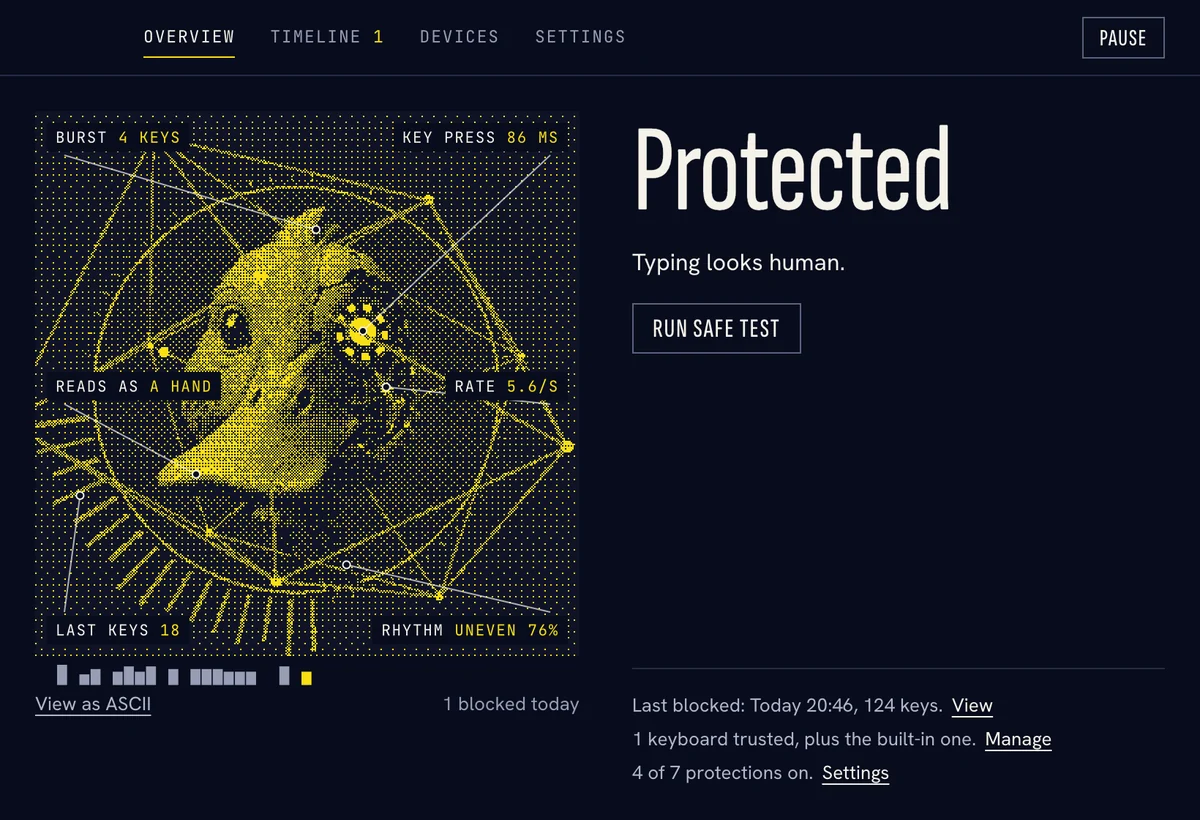 OVERVIEW TIMELINE 1 DEVICES SETTINGS PAUSE
BURST 4 KEYS
KEY PRESS 86 MS
READS AS A HAND
RATE 5.6/S
LAST KEYS 18
RHYTHM UNEVEN 76%
View as ASCII
1 blocked today
Protected
Typing looks human.
RUN SAFE TEST
Last blocked: Today 20:46, 124 keys. View
1 keyboard trusted, plus the built-in one. Manage
4 of 7 protections on. Settings